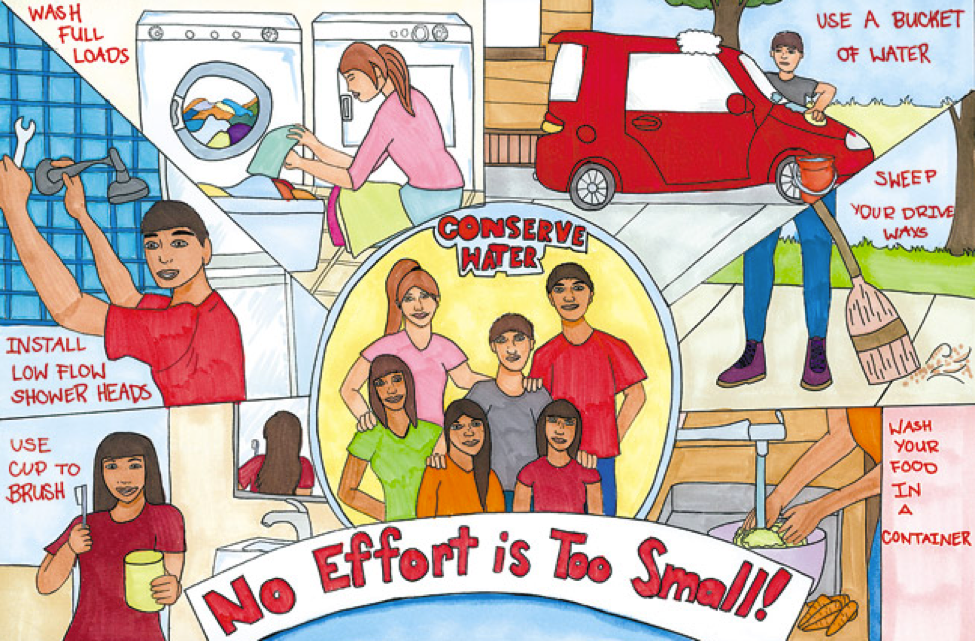 WASH
FULL
LOADS
USE A BUCKET
OF WATER
SWEEP
YOUR DRIVE
WAYS
CONSERVE
WATER
INSTALL
LOW FLOW
SHOWER HEADS
USE
CUP TO
BRUSH
WASH
YOUR
FOOD
IN
A
CONTAINER
No Effort is Too Small!